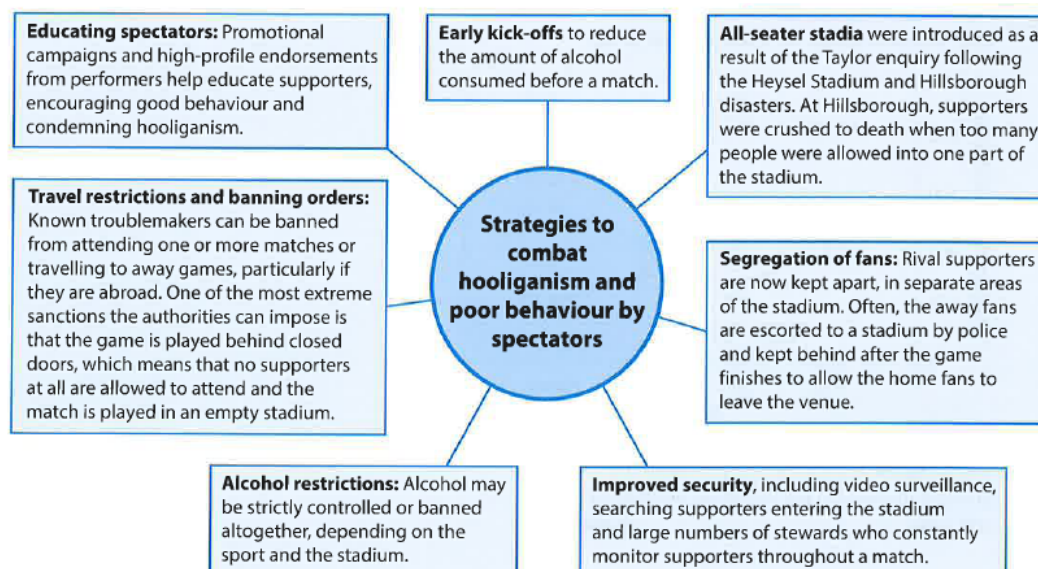 Educating spectators: Promotional
campaigns and high-profile endorsements
from performers help educate supporters,
encouraging good behaviour and
condemning hooliganism.
Early kick-offs to reduce
the amount of alcohol
consumed before a match.
All-seater stadia were introduced as a
result of the Taylor enquiry following
the Heysel Stadium and Hillsborough
disasters. At Hillsborough, supporters
were crushed to death when too many
people were allowed into one part of
the stadium.
Travel restrictions and banning orders:
Known troublemakers can be banned
from attending one or more matches or
travelling to away games, particularly if
they are abroad. One of the most extreme
sanctions the authorities can impose is
that the game is played behind closed
doors, which means that no supporters
at all are allowed to attend and the
match is played in an empty stadium.
Strategies to
combat
hooliganism and
poor behaviour by
spectators
Segregation of fans: Rival supporters
are now kept apart, in separate areas
of the stadium. Often, the away fans
are escorted to a stadium by police
and kept behind after the game
finishes to allow the home fans to
leave the venue.
Alcohol restrictions: Alcohol may
be strictly controlled or banned
altogether, depending on the
sport and the stadium.
Improved security, including video surveillance,
searching supporters entering the stadium
and large numbers of stewards who constantly
monitor supporters throughout a match.